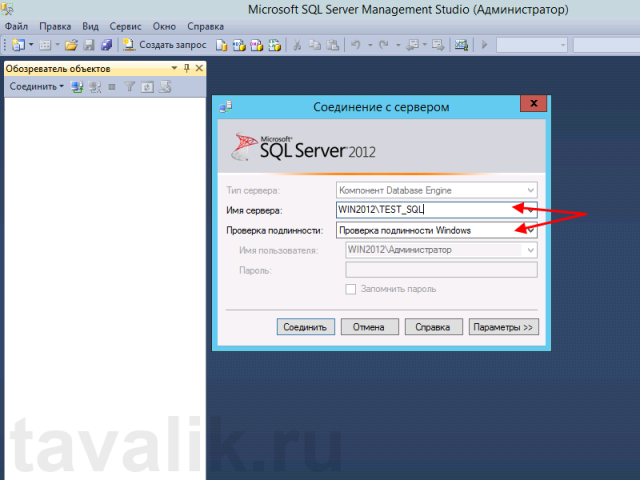 Microsoft SQL Server Management Studio (Администратор)
Файл Правка Вид Сервис Окно Справка
Создать запрос
Обозреватель объектов
Соединить
Соединение с сервером
Microsoft®
SQL Server® 2012
Тип сервера: Компонент Database Engine
Имя сервера: WIN2012\TEST_SQL
Проверка подлинности: Проверка подлинности Windows
Имя пользователя: WIN2012\Администратор
Пароль:
Запомнить пароль
Соединить Отмена Справка Параметры >>
tavalik.ru